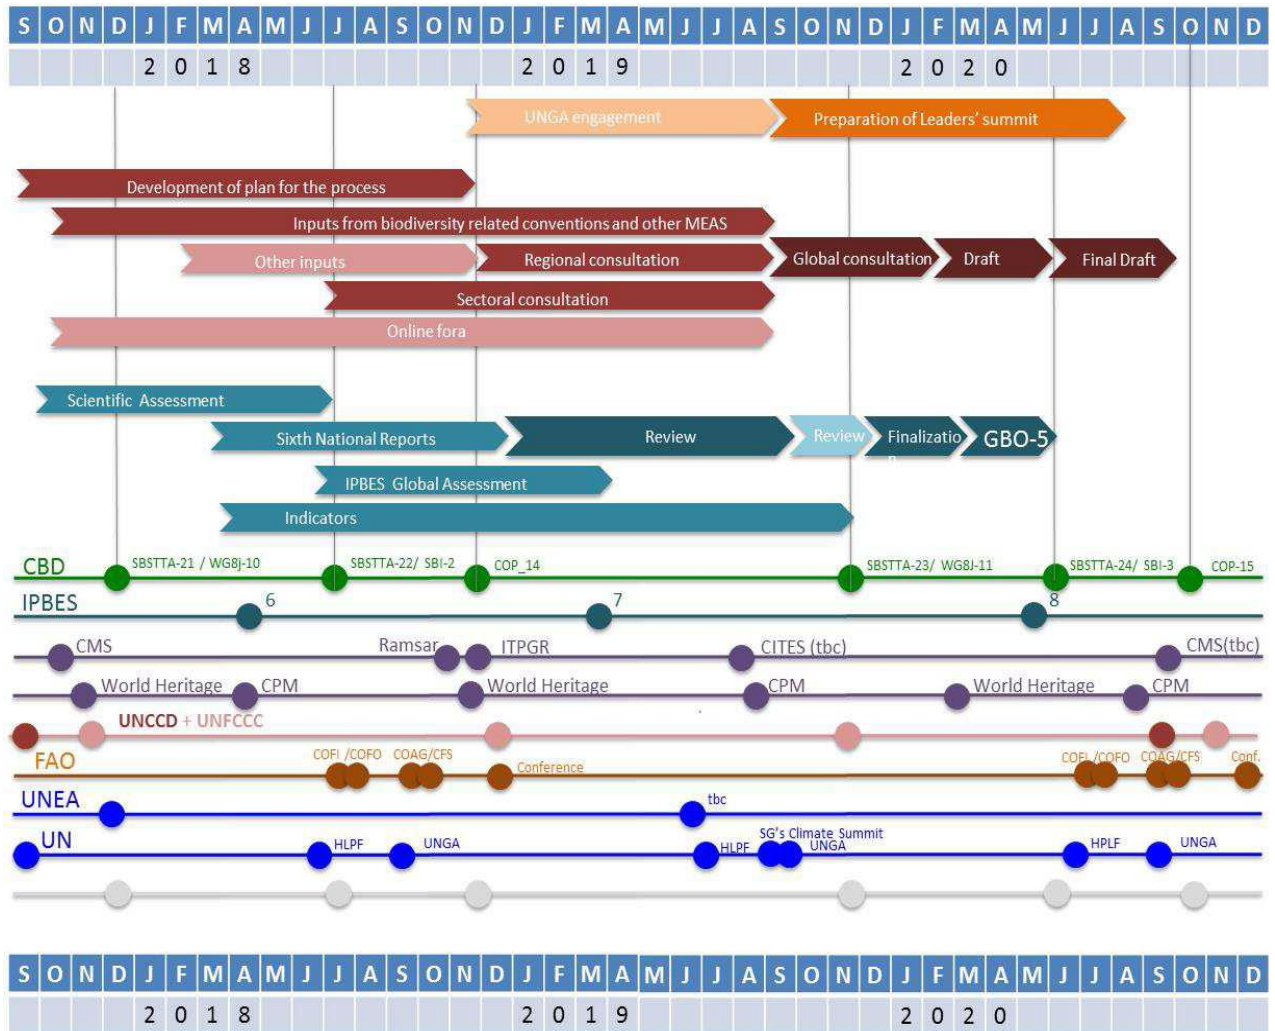 S O N D J F M A M J J A S O N D J F M A M J J A S O N D J F M A M J J A S O N D
2 0 1 8 2 0 1 9 2 0 2 0
UNGA engagement Preparation of Leaders' summit
Development of plan for the process
Inputs from biodiversity related conventions and other MEAS
Other inputs Regional consultation Global consultation Draft Final Draft
Sectoral consultation
Online fora
Scientific Assessment
Sixth National Reports Review Review Finalizatio GBO-5
IPBES Global Assessment
Indicators
CBD SBSTTA-21 / WG8j-10 SBSTTA-22/ SBI-2 COP_14 SBSTTA-23/ WG8J-11 SBSTTA-24/ SBI-3 COP-15
IPBES 6 7 8
CMS Ramsar ITPGR CITES (tbc) CMS(tbc)
World Heritage CPM World Heritage CPM World Heritage CPM
UNCCD + UNFCCC
FAO COFI /COFO COAG/CFS Conference COFI /COFO COAG/CFS Conf.
UNEA tbc
UN HLPF UNGA HLPF SG's Climate Summit UNGA HPLF UNGA
S O N D J F M A M J J A S O N D J F M A M J J A S O N D J F M A M J J A S O N D
2 0 1 8 2 0 1 9 2 0 2 0